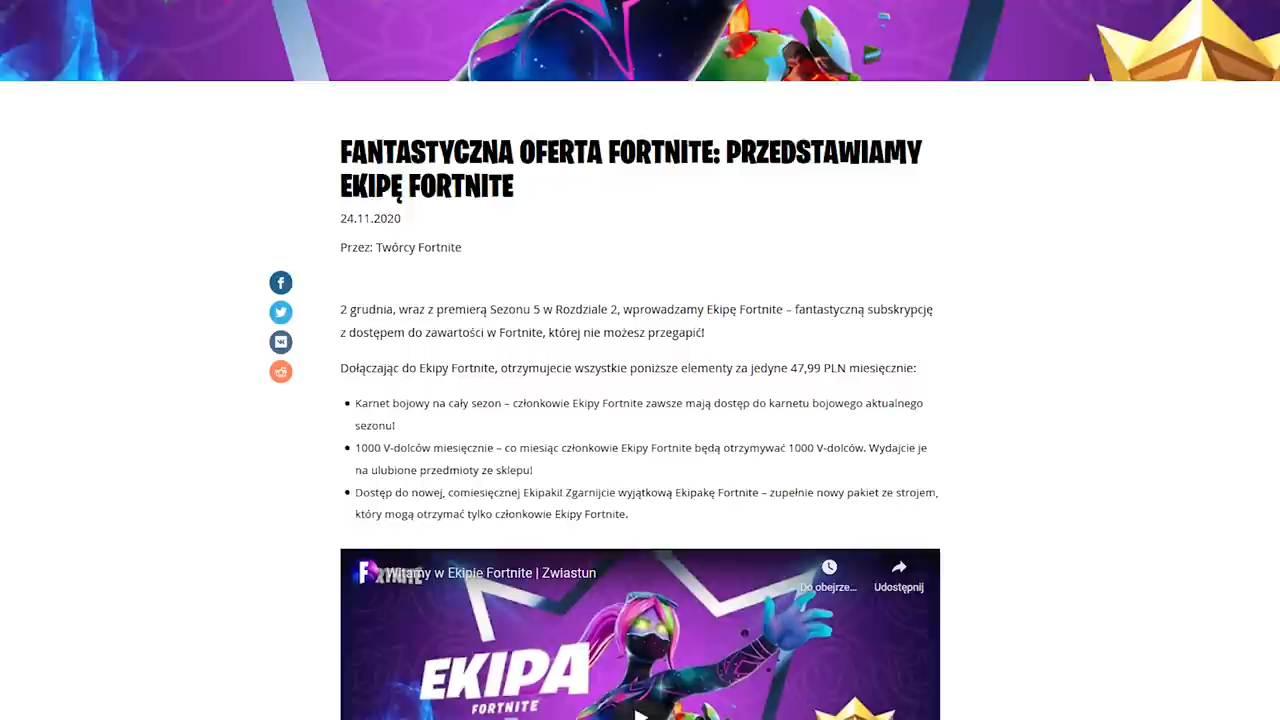 FANTASTYCZNA OFERTA FORTNITE: PRZEDSTAWIAMY
EKIPĘ FORTNITE
24.11.2020
Przez: Twórcy Fortnite
2 grudnia, wraz z premierą Sezonu 5 w Rozdziale 2, wprowadzamy Ekipę Fortnite – fantastyczną subskrypcję
z dostępem do zawartości w Fortnite, której nie możesz przegapić!
Dołączając do Ekipy Fortnite, otrzymujecie wszystkie poniższe elementy za jedyne 47,99 PLN miesięcznie:
Karnet bojowy na cały sezon – członkowie Ekipy Fortnite zawsze mają dostęp do karnetu bojowego aktualnego
sezonu!
1000 V-dolców miesięcznie – co miesiąc członkowie Ekipy Fortnite będą otrzymywać 1000 V-dolców. Wydajcie je
na ulubione przedmioty ze sklepu!
Dostęp do nowej, comiesięcznej Ekipaki! Zgarnijcie wyjątkową Ekipakę Fortnite – zupełnie nowy pakiet ze strojem,
który mogą otrzymać tylko członkowie Ekipy Fortnite.
Witamy w Ekipie Fortnite | Zwiastun
Do obejrze...
Udostępnij
EKIPA
FORTNITE